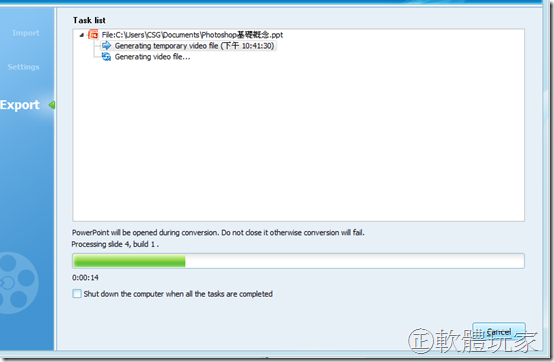 Task list
Import
File:C:\Users\CSG\Documents\Photoshop基礎概念.ppt
Generating temporary video file (下午 10:41:30)
Generating video file...
Settings
Export
PowerPoint will be opened during conversion. Do not close it otherwise conversion will fail.
Processing slide 4, build 1 .
0:00:14
Shut down the computer when all the tasks are completed
Cancel
正軟體玩家